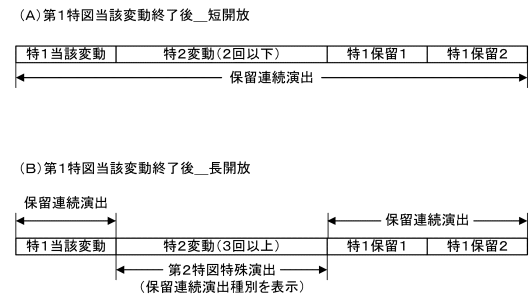 (A)第1特図当該変動終了後__短開放
特1当該変動 特2変動(2回以下) 特1保留1 特1保留2
保留連続演出
(B)第1特図当該変動終了後__長開放
保留連続演出 保留連続演出
特1当該変動 特2変動(3回以上) 特1保留1 特1保留2
第2特図特殊演出
(保留連続演出種別を表示)